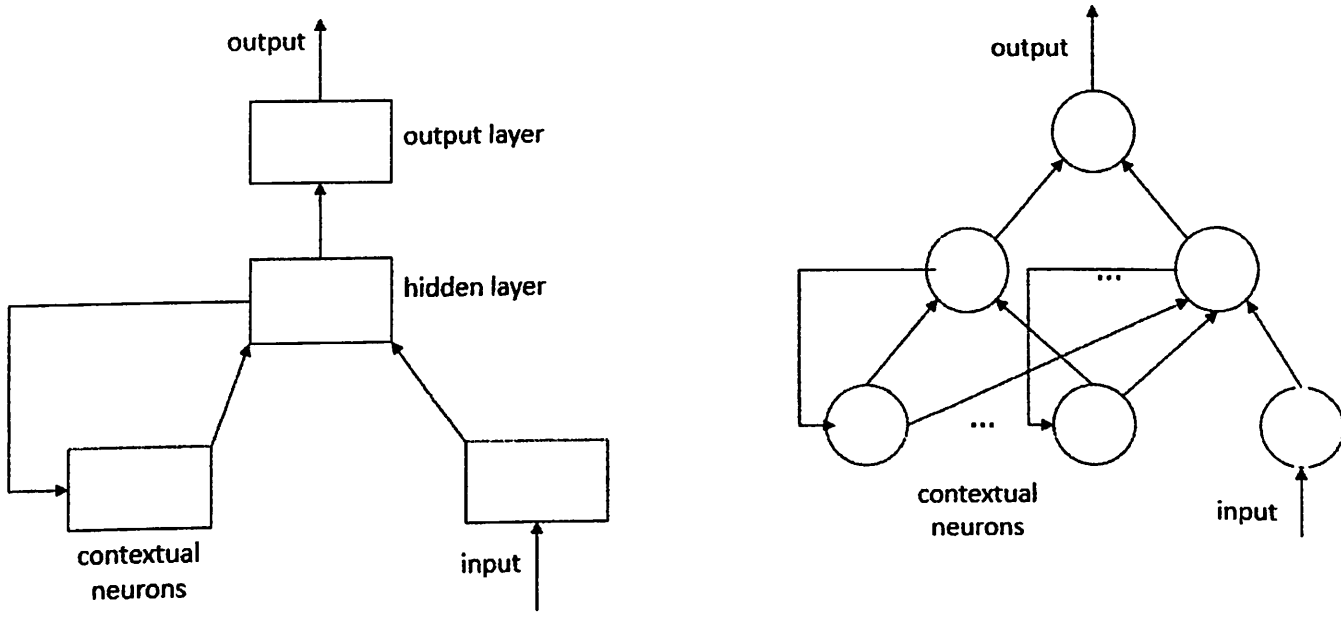 output
output layer
hidden layer
contextual
neurons
input
output
...
...
contextual
neurons
input